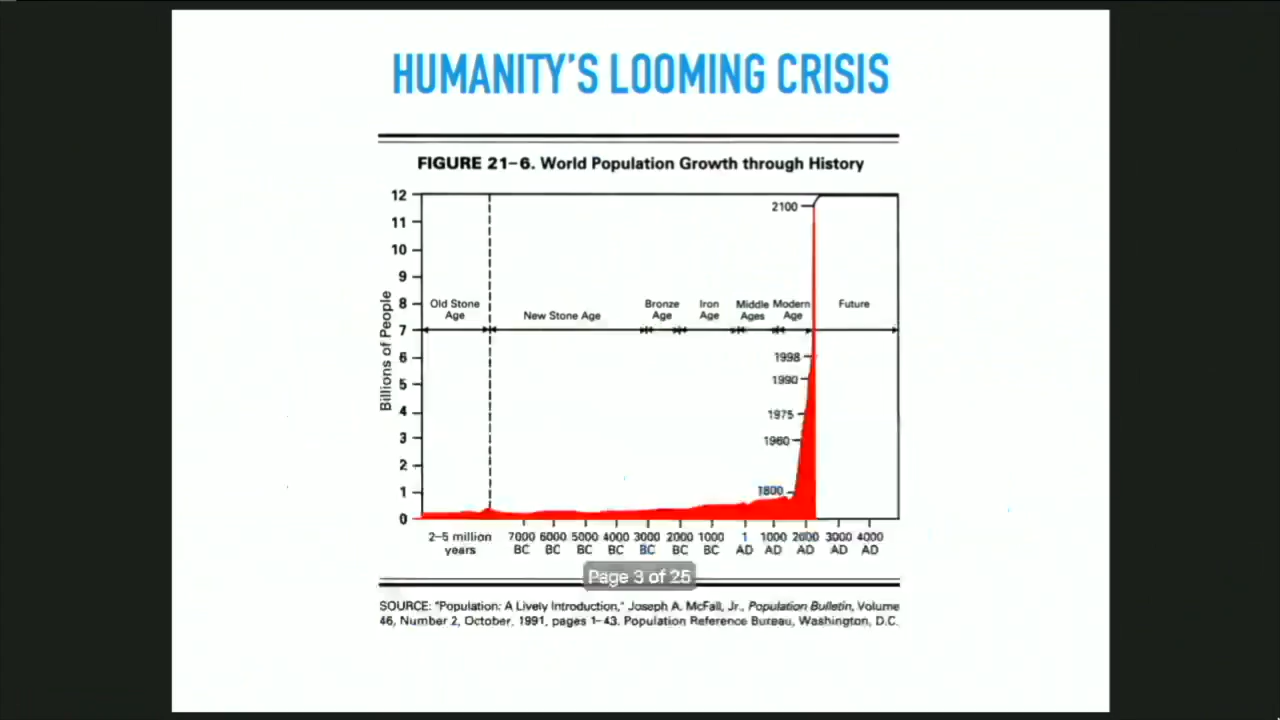 HUMANITY'S LOOMING CRISIS
FIGURE 21–6. World Population Growth through History
Billions of People
12
11
10
9
8
7
6
5
4
3
2
1
0
2100
Old Stone Age
New Stone Age
Bronze Age
Iron Age
Middle Ages
Modern Age
Future
1998
1990
1975
1960
1800
2–5 million years
7000 BC
6000 BC
5000 BC
4000 BC
3000 BC
2000 BC
1000 BC
1 AD
1000 AD
2000 AD
3000 AD
4000 AD
Page 3 of 25
SOURCE: "Population: A Lively Introduction," Joseph A. McFall, Jr., Population Bulletin, Volume
46, Number 2, October, 1991, pages 1–43. Population Reference Bureau, Washington, D.C.